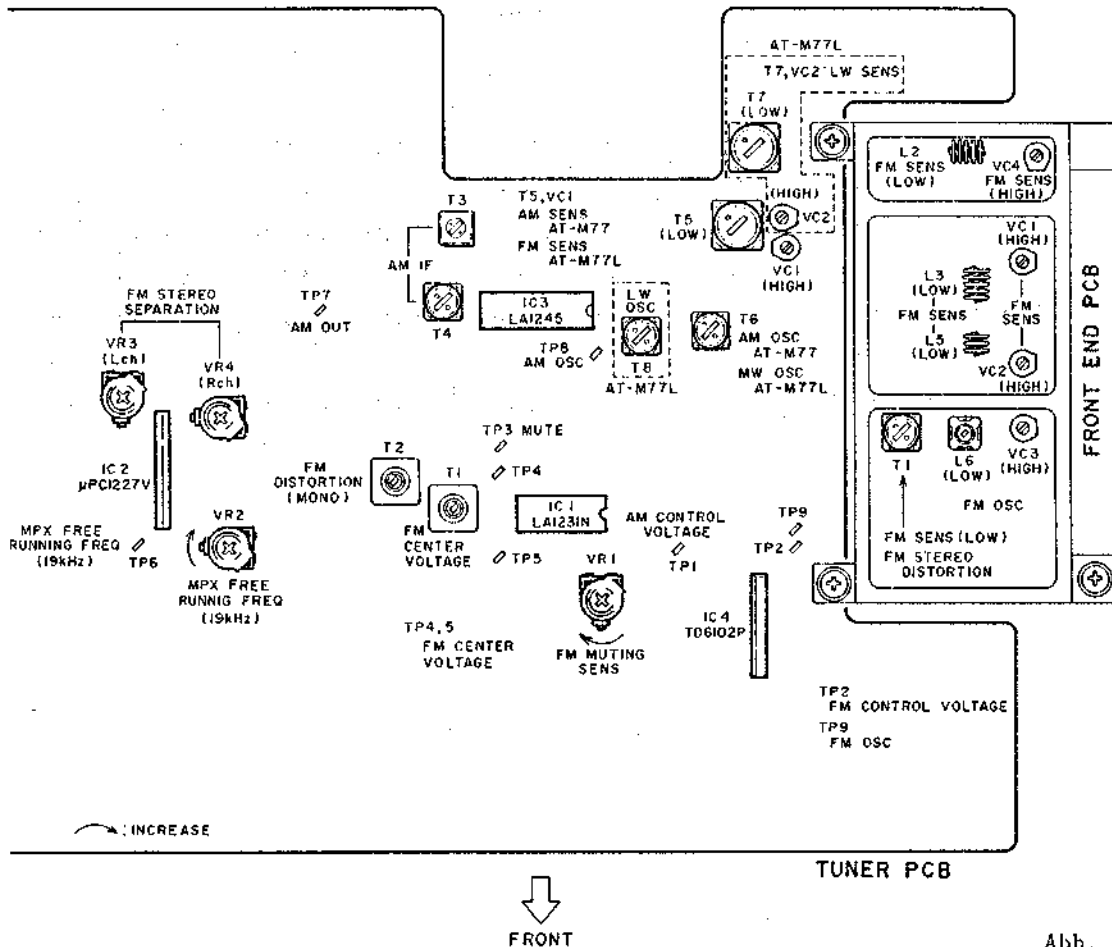 AT-M77L
T7,VC2 LW SENS
T7
(LOW)
L2
FM SENS
(LOW)
VC4
FM SENS
(HIGH)
T3
T5,VC1
AM SENS
AT-M77
FM SENS
AT-M77L
T5
(LOW)
(HIGH)
VC2
VC1
(HIGH)
VC1
(HIGH)
AM IF
L3
(LOW)
FM SENS
L5
(LOW)
FM
SENS
VC2
(HIGH)
FRONT END PCB
FM STEREO
SEPARATION
TP7
AM OUT
T4
IC3
LA1245
LW
OSC
T8
AT-M77L
T6
AM OSC
AT-M77
MW OSC
AT-M77L
TP8
AM OSC
VR3
(Lch)
VR4
(Rch)
IC2
μPC1227V
TP3 MUTE
TP4
T2
FM
DISTORTION
(MONO)
T1
FM
CENTER
VOLTAGE
IC1
LA1231N
TP5
AM CONTROL
VOLTAGE
TP1
TP9
TP2
T1
L6
(LOW)
VC3
(HIGH)
FM OSC
FM SENS(LOW)
FM STEREO
DISTORTION
MPX FREE
RUNNING FREQ
(19kHz)
TP6
VR2
MPX FREE
RUNNIG FREQ
(19kHz)
VR1
FM MUTING
SENS
IC4
TD6102P
TP4,5
FM CENTER
VOLTAGE
TP2
FM CONTROL VOLTAGE
TP9
FM OSC
: INCREASE
TUNER PCB
FRONT
Abb.